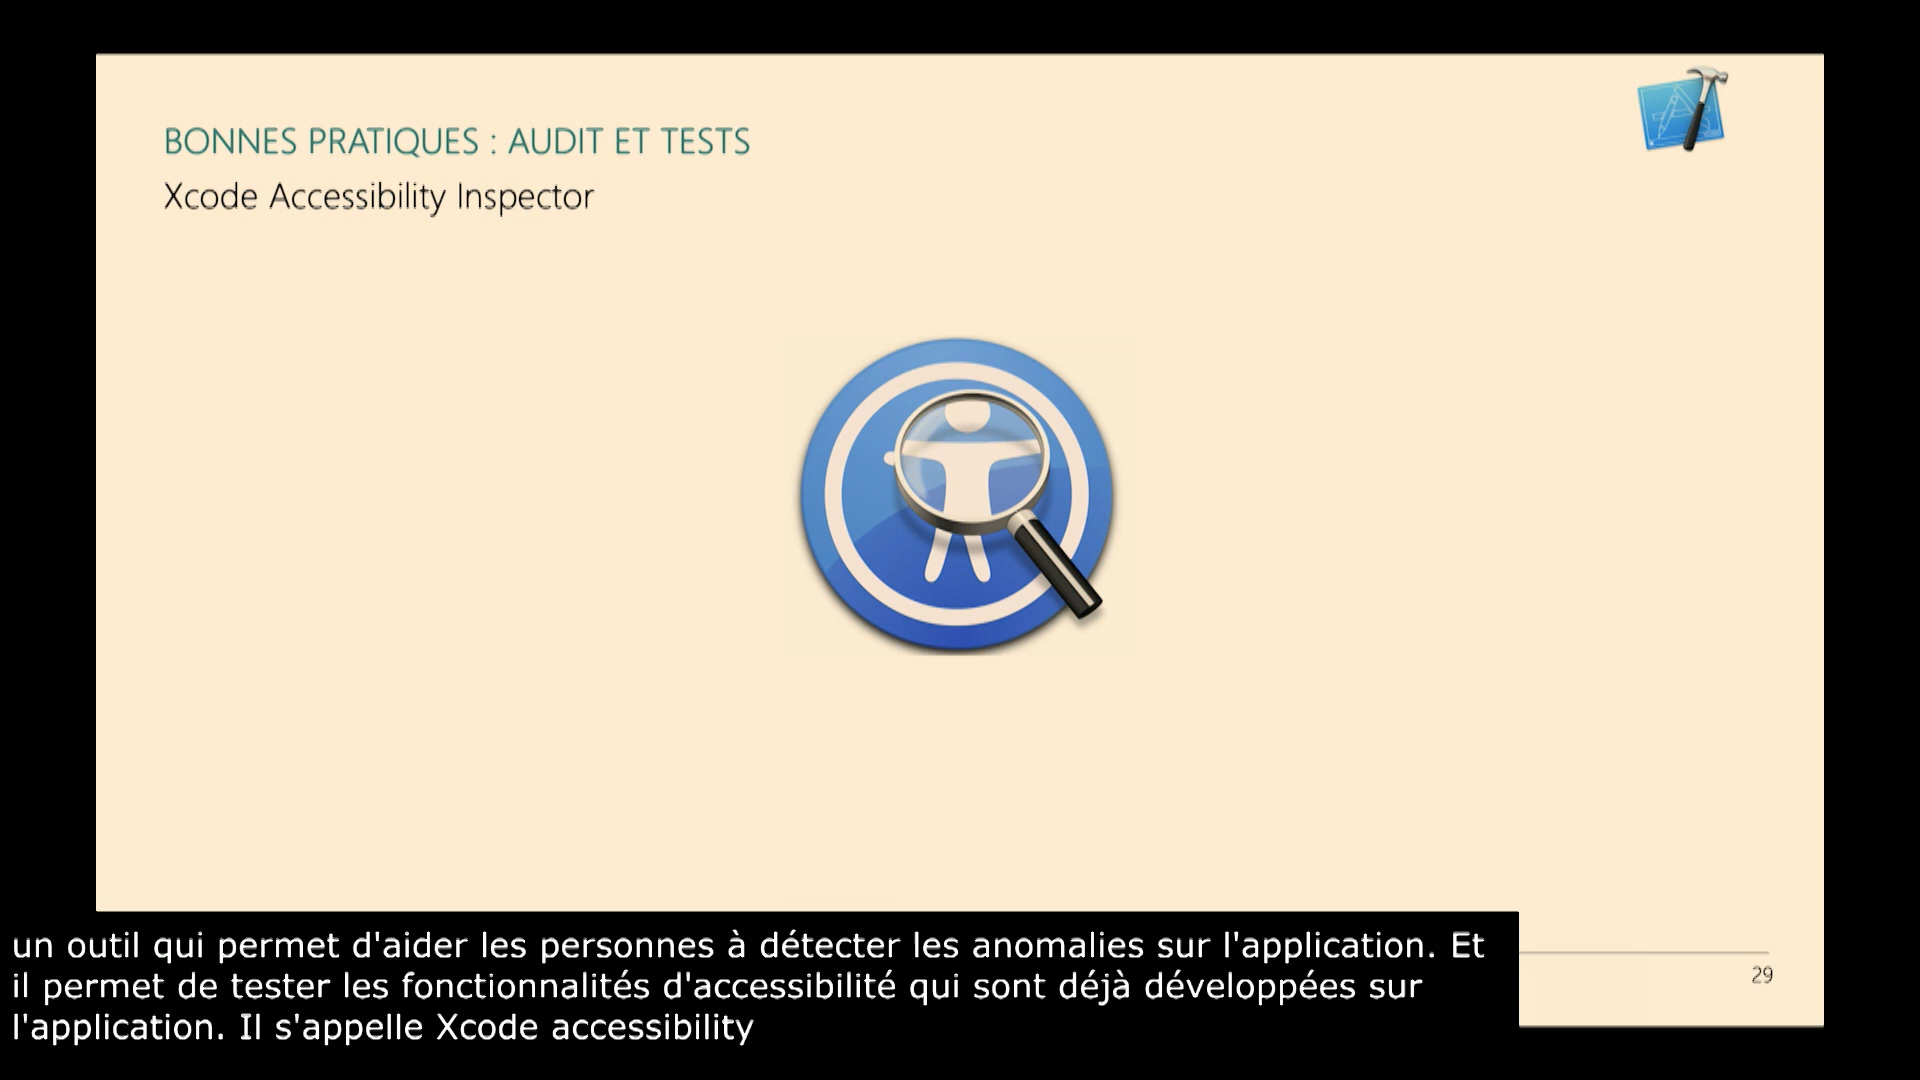 BONNES PRATIQUES : AUDIT ET TESTS
Xcode Accessibility Inspector
un outil qui permet d'aider les personnes à détecter les anomalies sur l'application. Et
il permet de tester les fonctionnalités d'accessibilité qui sont déjà développées sur
l'application. Il s'appelle Xcode accessibility
29